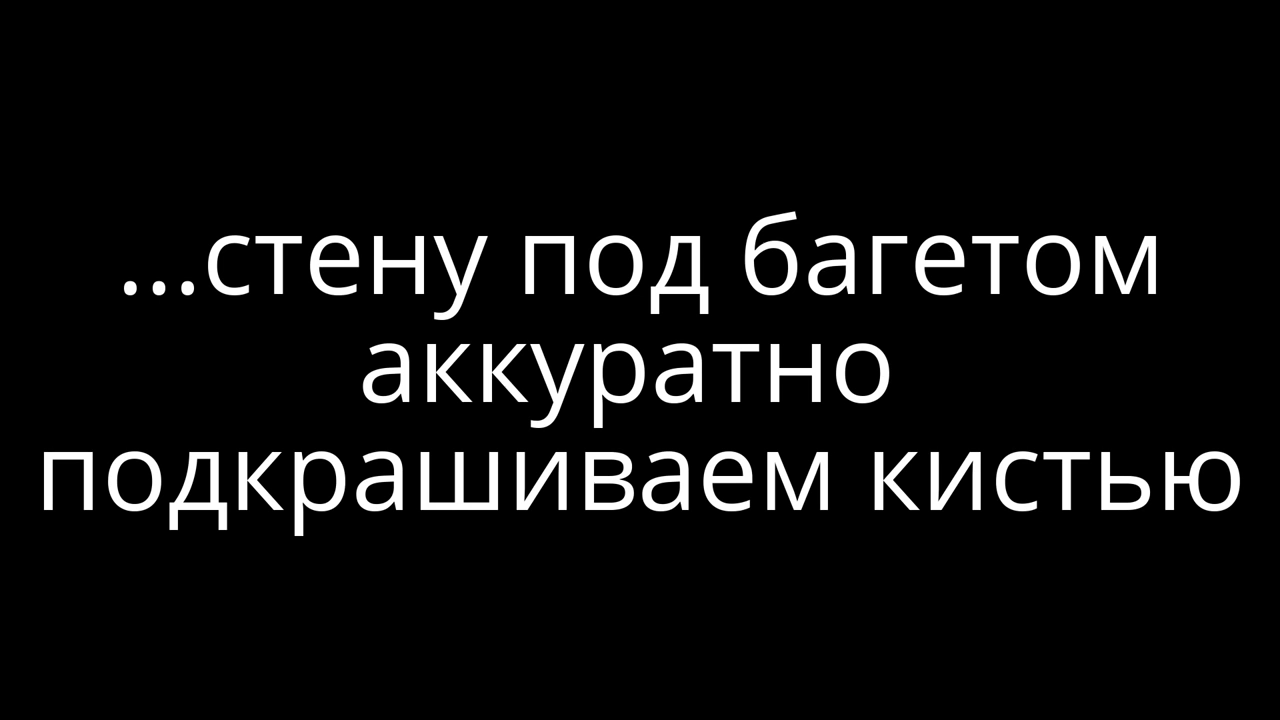 ...стену под багетом
аккуратно
подкрашиваем кистью